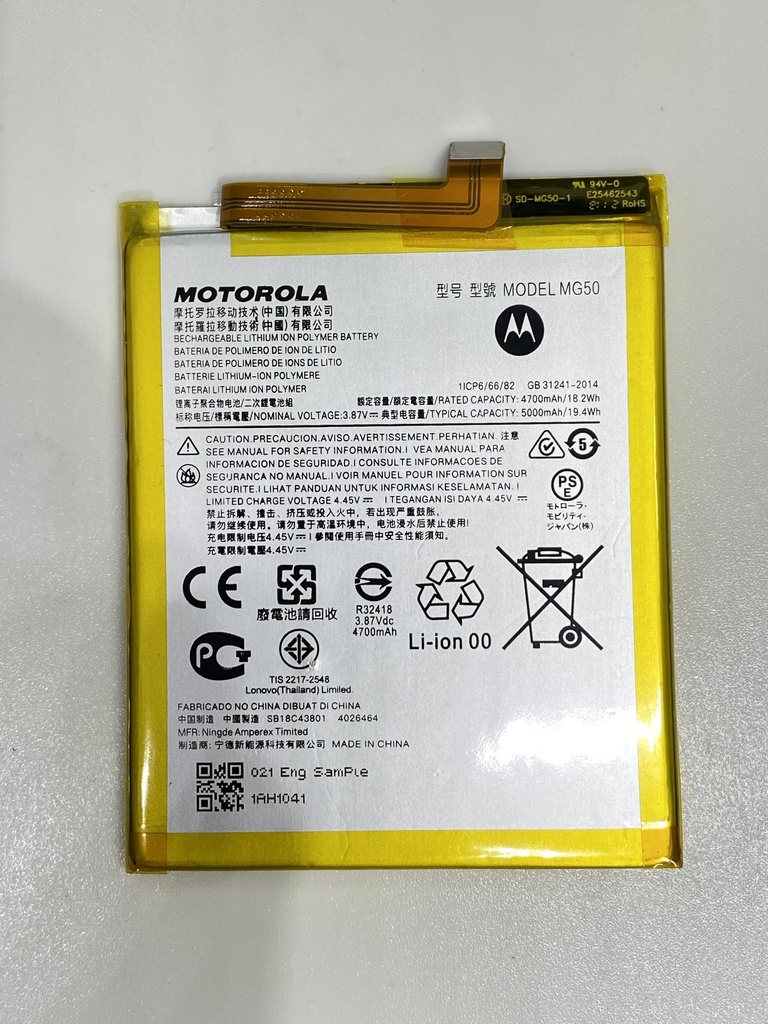 94V-0
SD-MG50-1 E25462543
2112 RoHS
MOTOROLA
型号 型號 MODEL MG50
摩托罗拉移动技术(中国)有限公司
摩托羅拉移動技術(中國)有限公司
RECHARGEABLE LITHIUM ION POLYMER BATTERY
BATERIA DE POLIMERO DE ION DE LITIO
BATERIA DE POLIMERO DE IONS DE LITIO
BATTERIE LITHIUM-ION POLYMERE
BATERAI LITHIUM ION POLYMER
1ICP6/66/82 GB 31241-2014
锂离子聚合物电池/二次鋰電池組 額定容量/額定電容量/RATED CAPACITY: 4700mAh/18.2Wh
标称电压/標稱電壓/NOMINAL VOLTAGE:3.87V 典型电容量/TYPICAL CAPACITY: 5000mAh/19.4Wh
CAUTION.PRECAUCION.AVISO.AVERTISSEMENT.PERHATIAN. 注意
SEE MANUAL FOR SAFETY INFORMATION.I VEA MANUAL PARA
INFORMACION DE SEGURIDAD.I CONSULTE INFORMACOES DE
SEGURANCA NO MANUAL.I VOIR MANUEL POUR INFORMATION SUR
SECURITE.I LIHAT PANDUAN UNTUK INFORMASI KESELAMATAN.I
LIMITED CHARGE VOLTAGE 4.45V I TEGANGAN ISI DAYA 4.45V
禁止拆解、撞击、挤压或投入火中，若出现严重鼓胀，
请勿继续使用。请勿置于高温环境中，电池浸水后禁止使用!
充电限制电压4.45V I 參閱使用手冊中安全性能須知。
充電限制電壓4.45V
5
PS
E
モトローラ・
モビリティ・
ジャパン(株)
CE
廢電池請回收
R32418
3.87Vdc
4700mAh
Li-ion 00
TIS 2217-2548
Lonovo(Thailand) Limited.
FABRICADO NO CHINA DIBUAT DI CHINA
中国制造 中國製造 SB18C43801 4026464
MFR: Ningde Amperex Timited
制造商: 宁德新能源科技有限公司 MADE IN CHINA
021 Eng SamPle
1AH1041